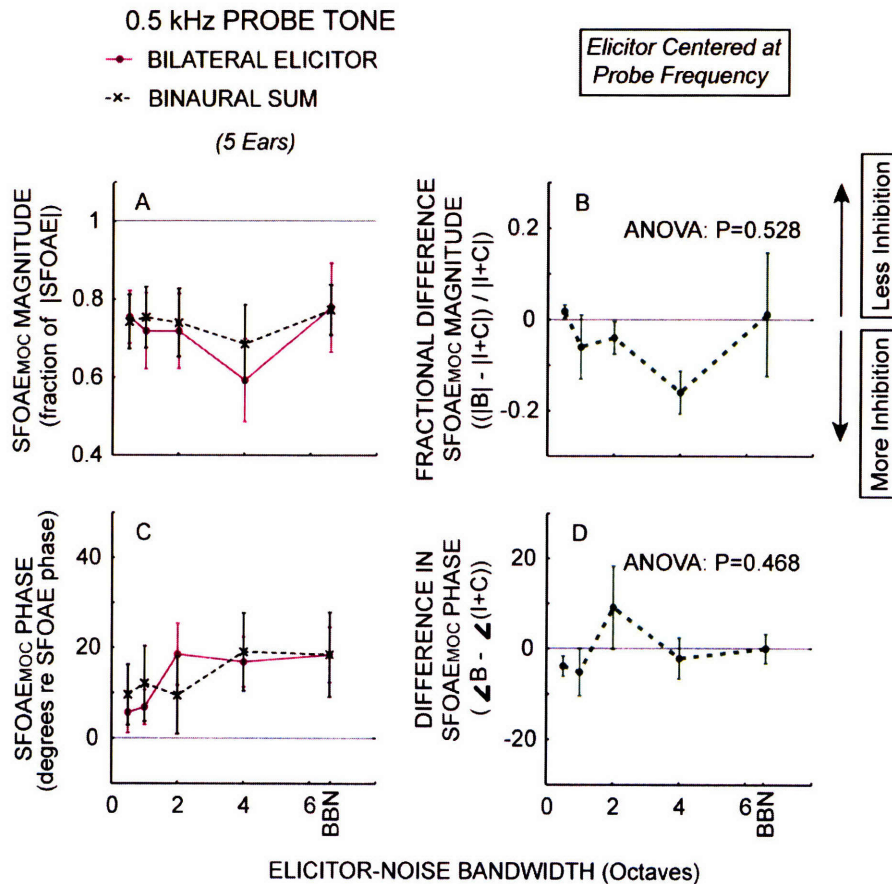 0.5 kHz PROBE TONE
BILATERAL ELICITOR
BINAURAL SUM
(5 Ears)
Elicitor Centered at
Probe Frequency
SFOAEMOC MAGNITUDE
(fraction of |SFOAE|)
A
1
0.8
0.6
0.4
FRACTIONAL DIFFERENCE
SFOAEMOC MAGNITUDE
((|B| - |I+C|) / |I+C|)
B
ANOVA: P=0.528
0.2
0
-0.2
Less Inhibition
More Inhibition
SFOAEMOC PHASE
(degrees re SFOAE phase)
C
40
20
0
0 2 4 6 BBN
DIFFERENCE IN
SFOAEMOC PHASE
(∠B - ∠(I+C))
D
ANOVA: P=0.468
20
0
-20
0 2 4 6 BBN
ELICITOR-NOISE BANDWIDTH (Octaves)